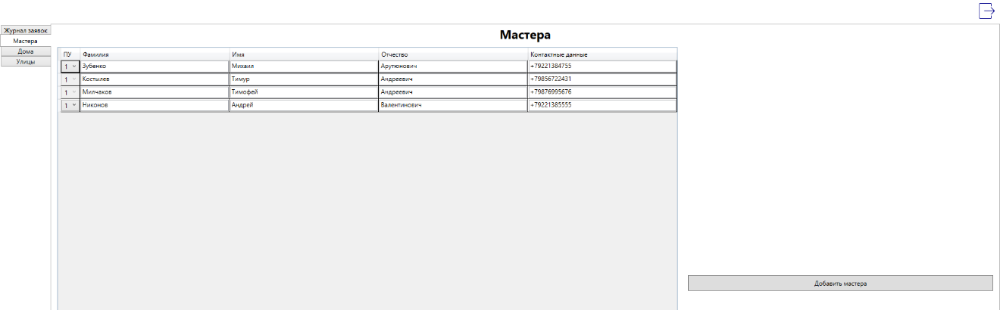 Журнал заявок
Мастера
Дома
Улицы
Мастера
ПУ Фамилия Имя Отчество Контактные данные
1 Зубенко Михаил Арутюнович +79221384755
1 Костылев Тимур Андреевич +79856722431
1 Милчаков Тимофей Андреевич +79876995676
1 Никонов Андрей Валентинович +79221385555
Добавить мастера